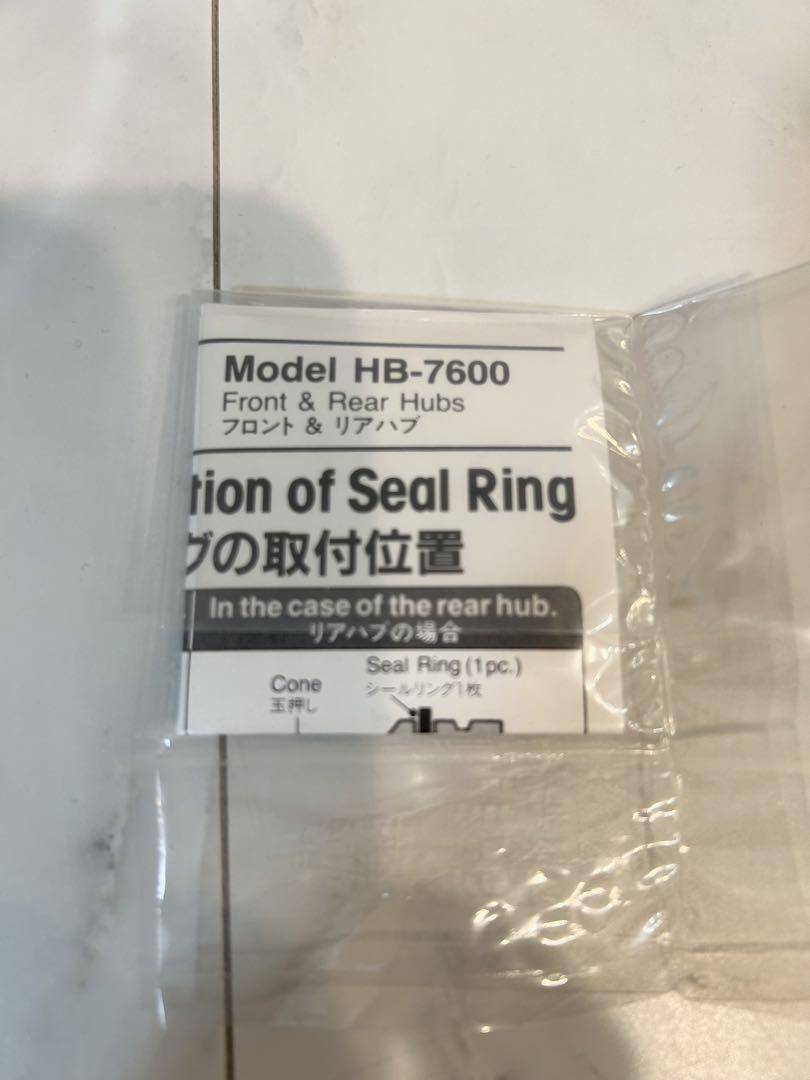 Model HB-7600
Front & Rear Hubs
フロント & リアハブ
tion of Seal Ring
グの取付位置
In the case of the rear hub.
リアハブの場合
Seal Ring (1pc.)
シールリング1枚
Cone
玉押し